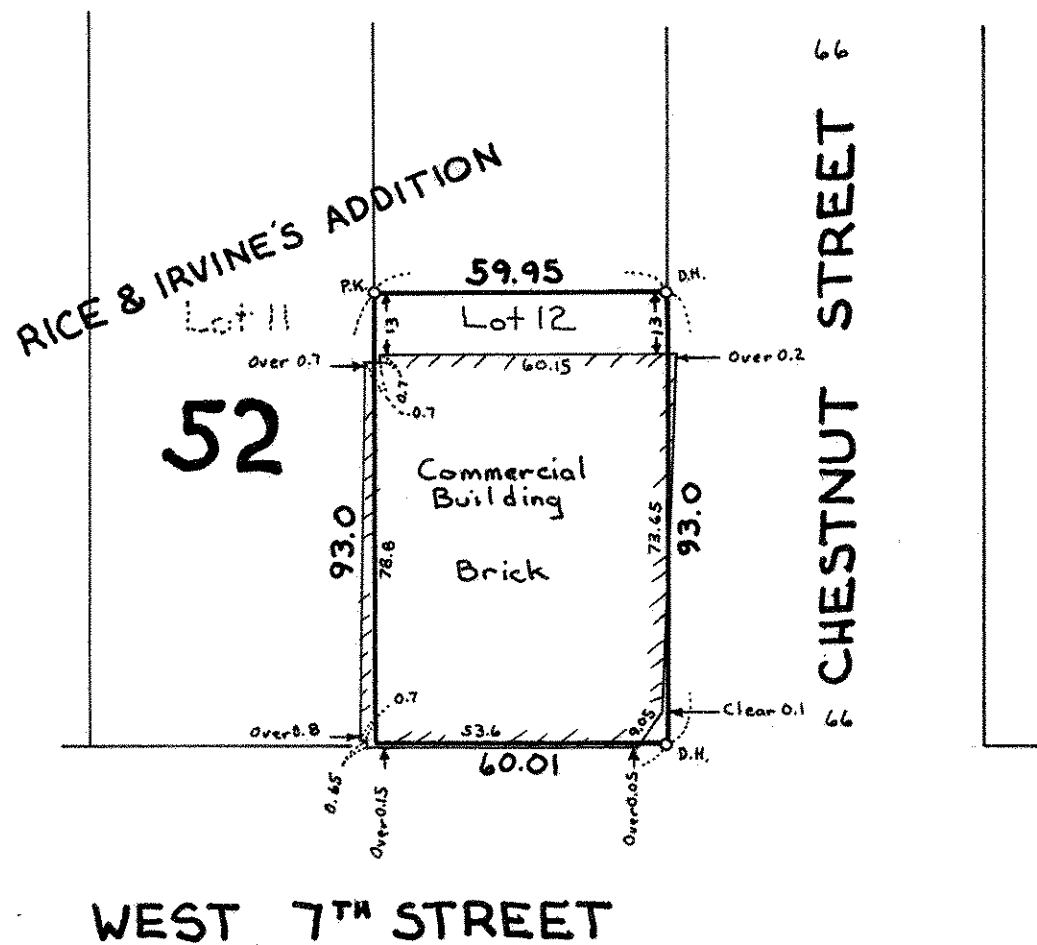 66
CHESTNUT STREET
66
RICE & IRVINE'S ADDITION
P.K.
59.95
D.H.
Lot 11
13
Lot 12
13
Over 0.7
60.15
Over 0.2
0.7
0.7
52
Commercial
Building
Brick
93.0
78.8
73.65
93.0
0.7
Clear 0.1
Over 0.8
53.6
9.05
D.H.
60.01
0.65
Over 0.15
Over 0.05
WEST 7TH STREET